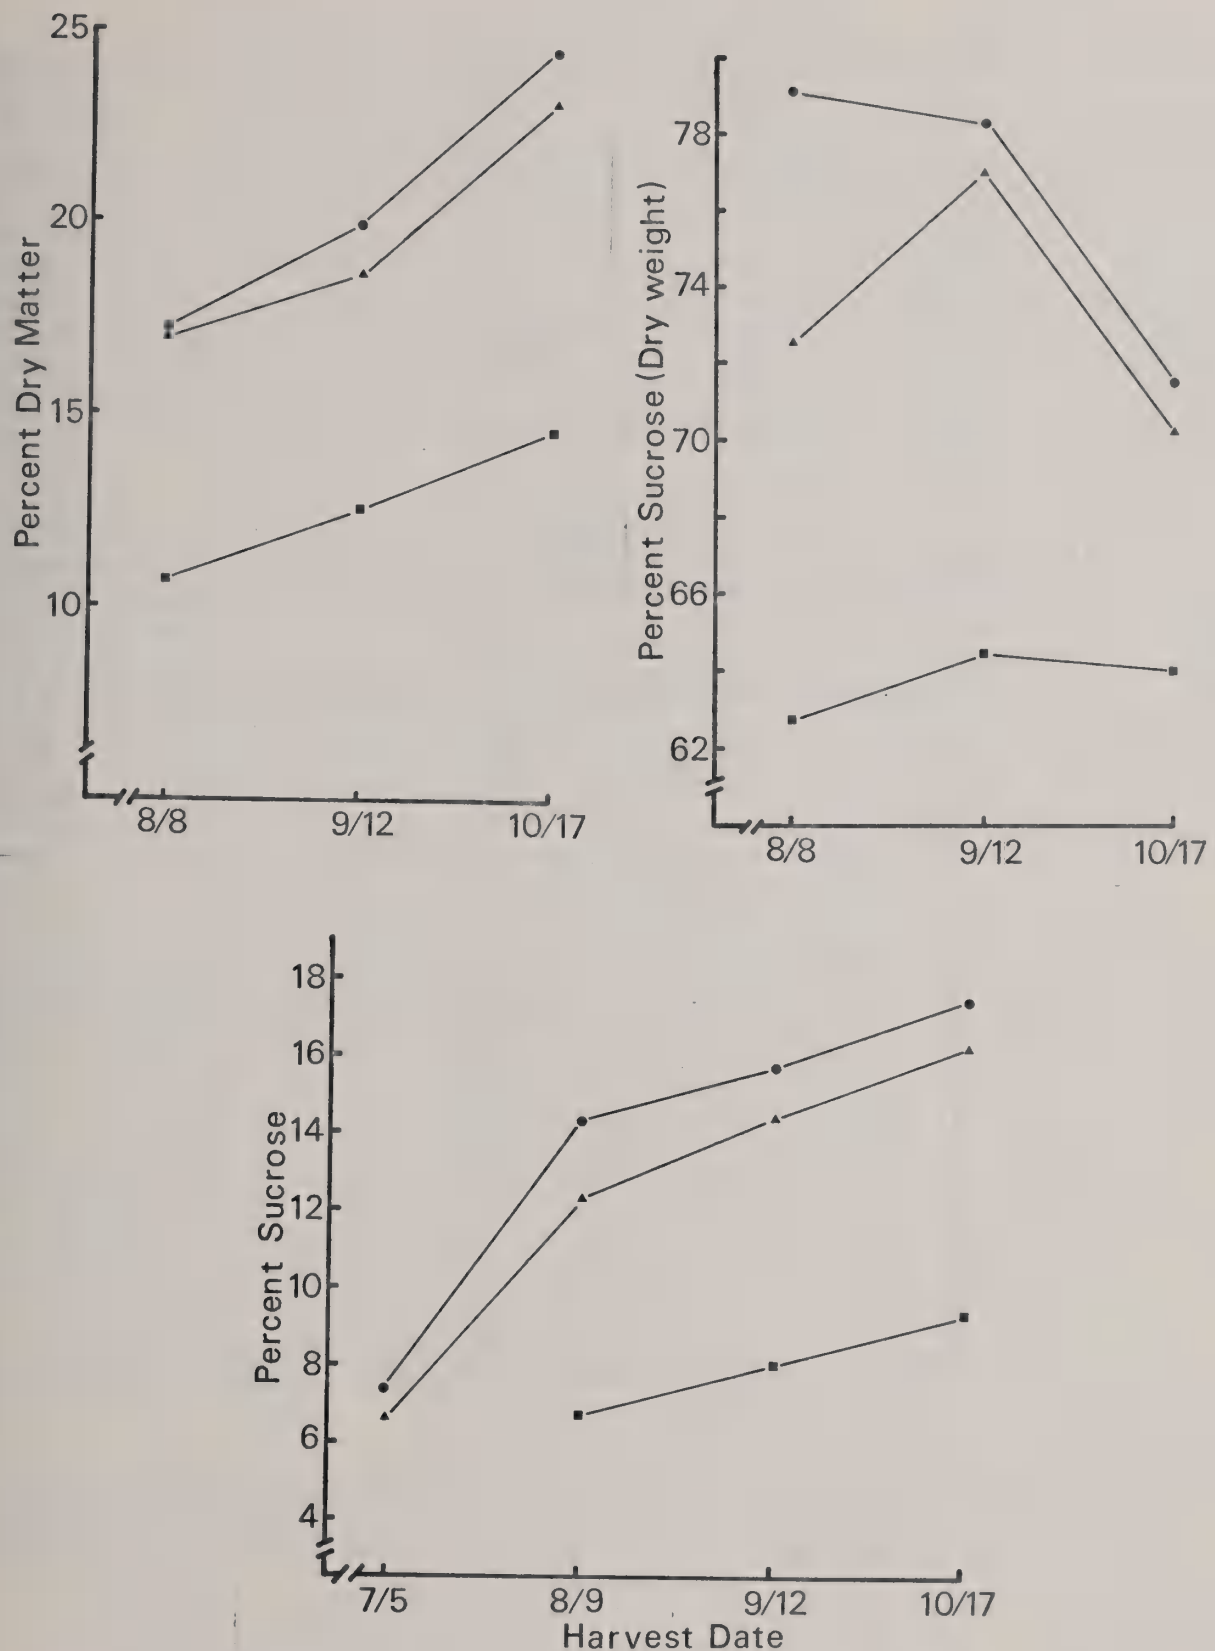 25
20
15
10
Percent Dry Matter
8/8 9/12 10/17
78
74
70
66
62
Percent Sucrose (Dry weight)
8/8 9/12 10/17
18
16
14
12
10
8
6
4
Percent Sucrose
7/5 8/9 9/12 10/17
Harvest Date